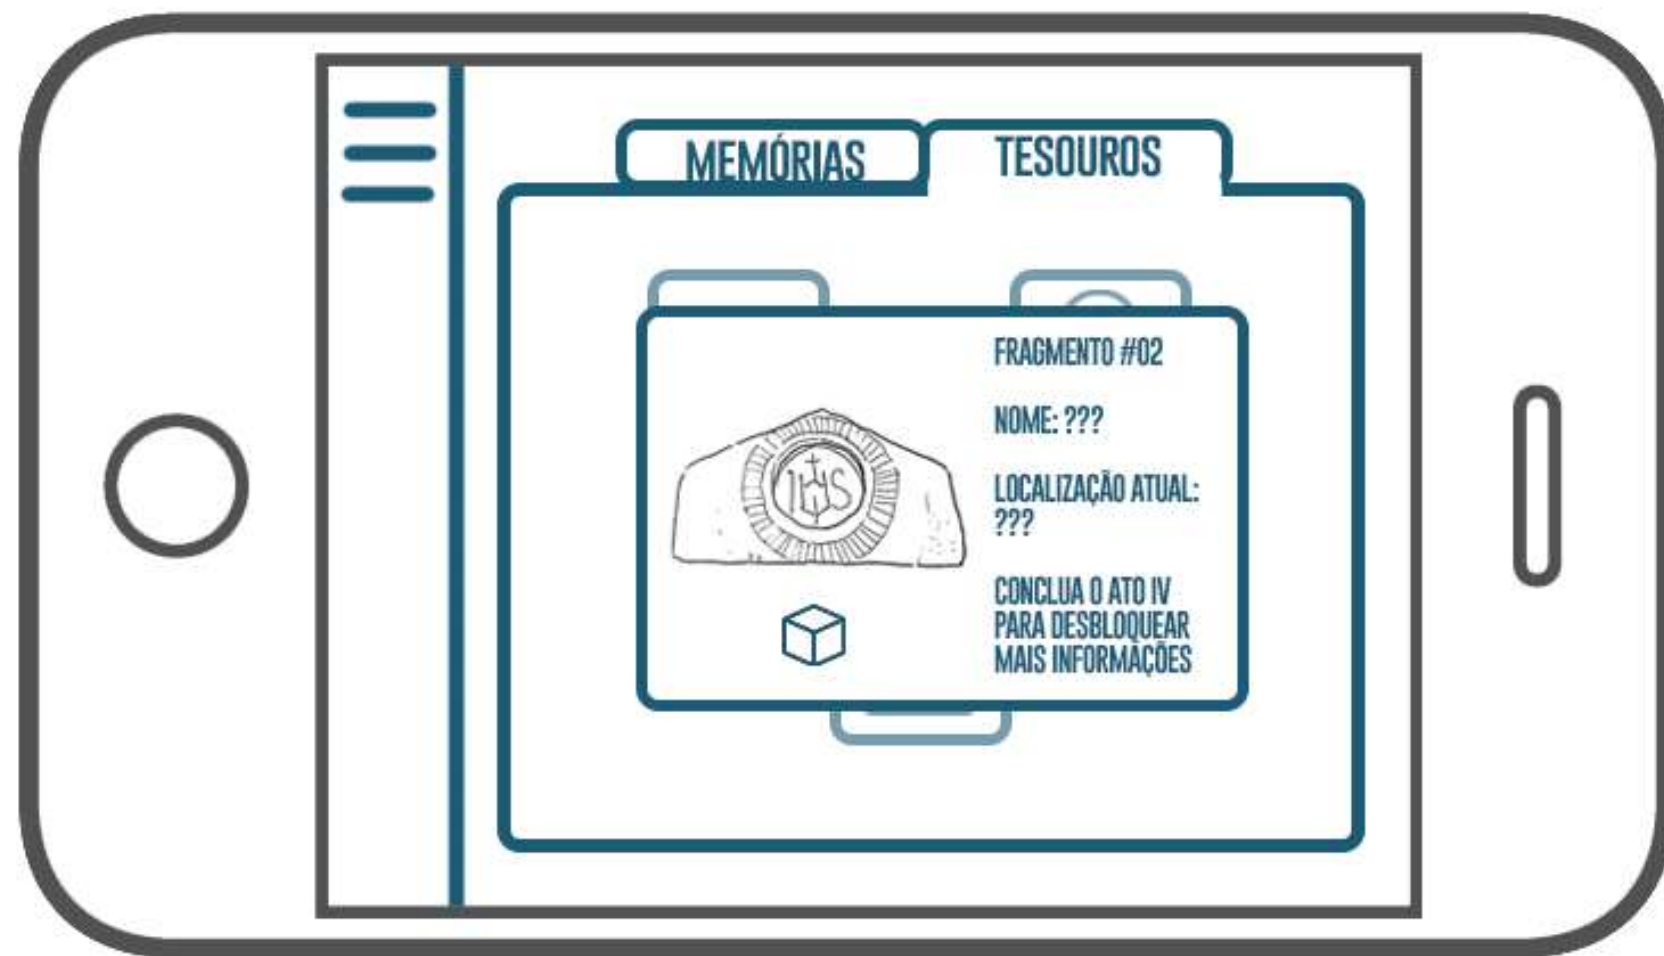 MEMÓRIAS
TESOUROS
FRAGMENTO #02
NOME: ???
LOCALIZAÇÃO ATUAL:
???
CONCLUA O ATO IV
PARA DESBLOQUEAR
MAIS INFORMAÇÕES
IHS